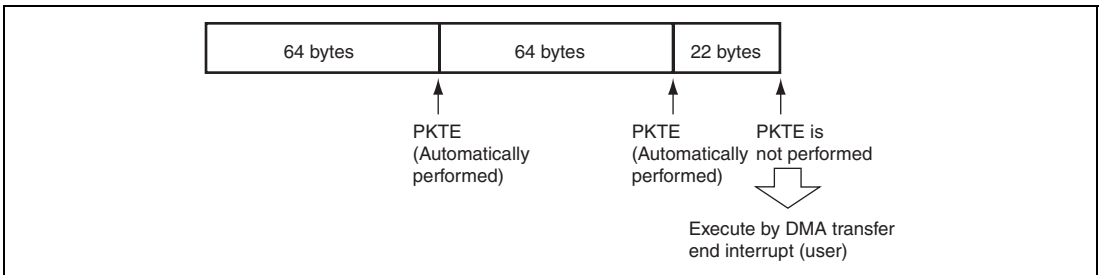 64 bytes
64 bytes
22 bytes
PKTE
(Automatically
performed)
PKTE
(Automatically
performed)
PKTE is
not performed
Execute by DMA transfer
end interrupt (user)